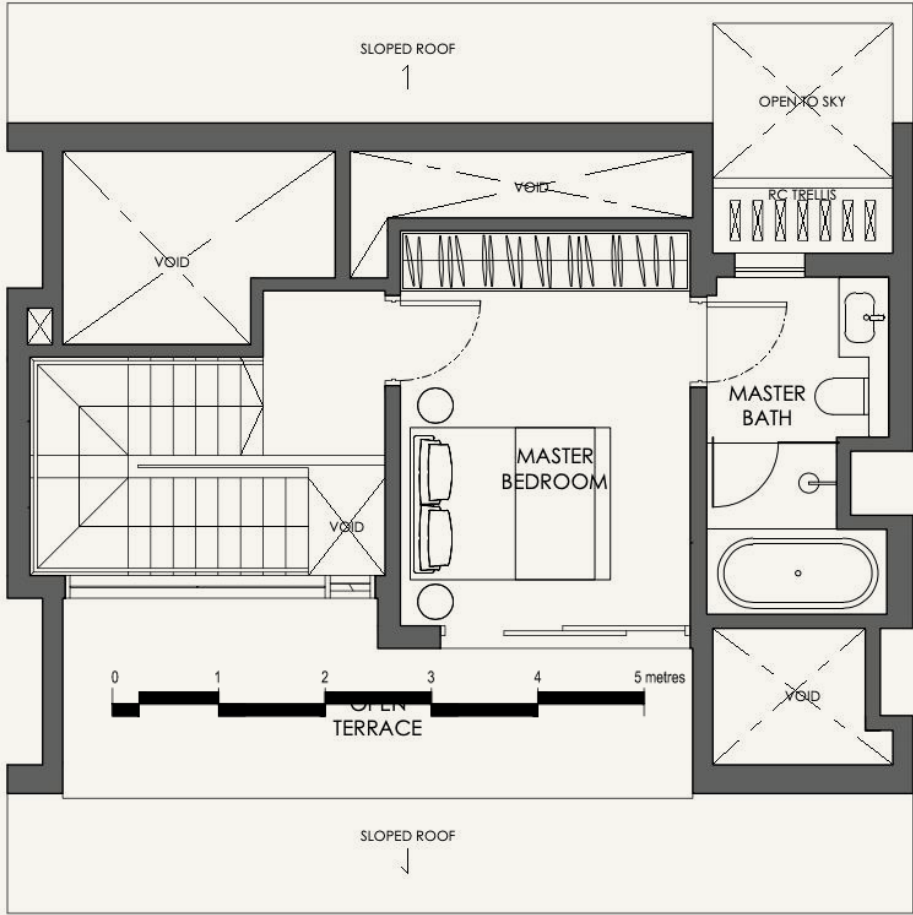 SLOPED ROOF
OPEN TO SKY
VOID
RC TRELLIS
VOID
MASTER
BATH
MASTER
BEDROOM
VOID
0 1 2 3 4 5 metres
OPEN
TERRACE
VOID
SLOPED ROOF